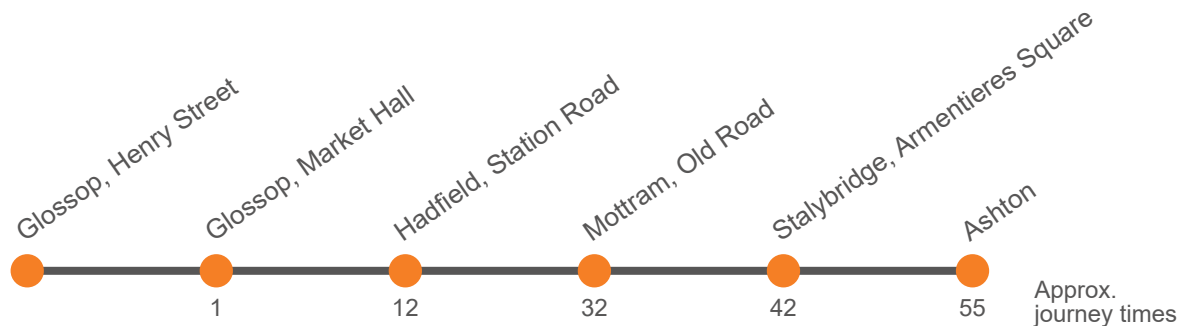 Glossop, Henry Street
Glossop, Market Hall
Hadfield, Station Road
Mottram, Old Road
Stalybridge, Armentieres Square
Ashton
1
12
32
42
55
Approx.
journey times